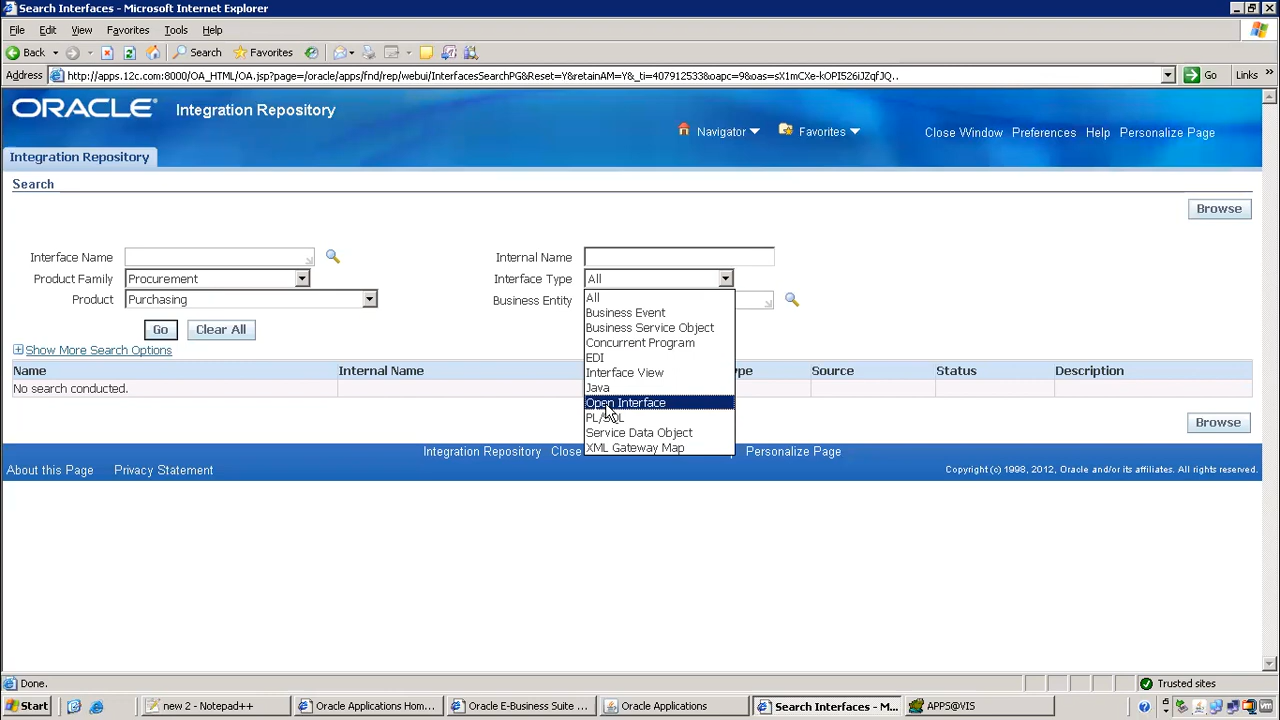 Search Interfaces - Microsoft Internet Explorer
File Edit View Favorites Tools Help
Back Search Favorites
Address http://apps.12c.com:8000/OA_HTML/OA.jsp?page=/oracle/apps/fnd/rep/webui/InterfacesSearchPG&Reset=Y&retainAM=Y&_ti=407912533&oapc=9&oas=sX1mCXe-kOPI526iJZqfJQ.. Go Links »
ORACLE® Integration Repository
Navigator Favorites Close Window Preferences Help Personalize Page
Integration Repository
Search
Browse
Interface Name Internal Name
Product Family Procurement Interface Type All
Product Purchasing Business Entity
All
Business Event
Business Service Object
Concurrent Program
EDI
Interface View
Java
Open Interface
PL/SQL
Service Data Object
XML Gateway Map
Go Clear All
Show More Search Options
Name Internal Name ype Source Status Description
No search conducted.
Browse
Integration Repository Close Personalize Page
About this Page Privacy Statement Copyright (c) 1998, 2012, Oracle and/or its affiliates. All rights reserved.
Done. Trusted sites
Start new 2 - Notepad++ Oracle Applications Hom... Oracle E-Business Suite ... Oracle Applications Search Interfaces - M... APPS@VIS